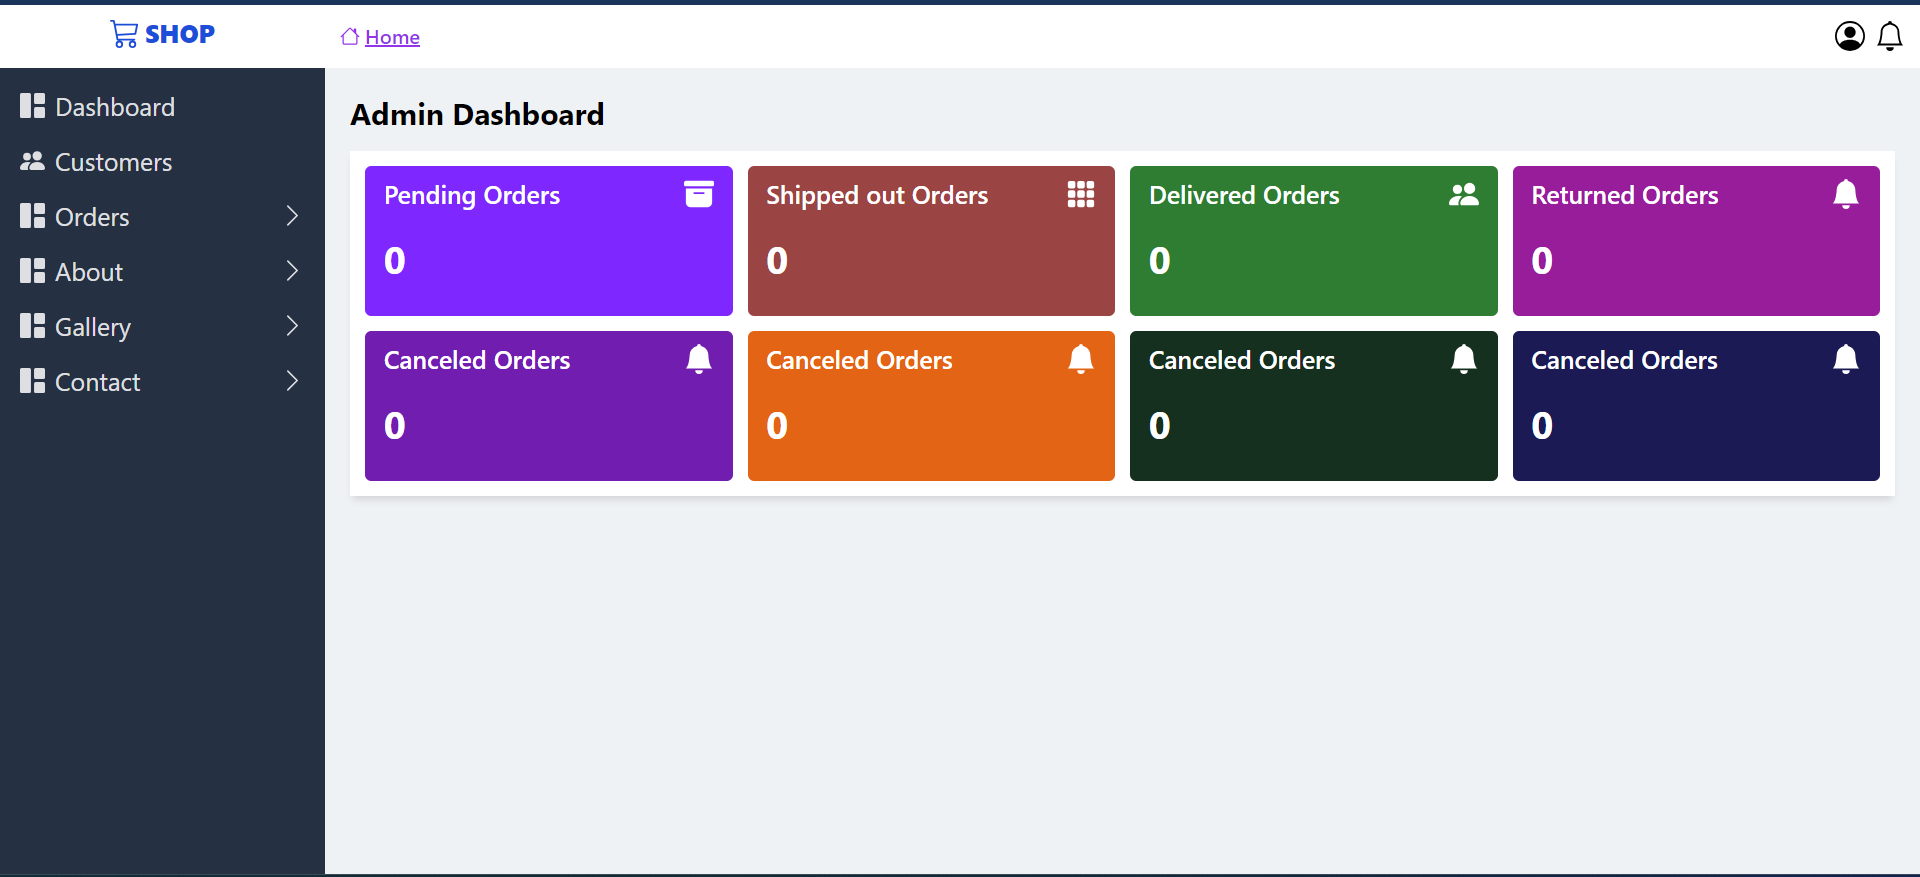 SHOP
Home
Dashboard
Customers
Orders
About
Gallery
Contact
Admin Dashboard
Pending Orders
0
Shipped out Orders
0
Delivered Orders
0
Returned Orders
0
Canceled Orders
0
Canceled Orders
0
Canceled Orders
0
Canceled Orders
0